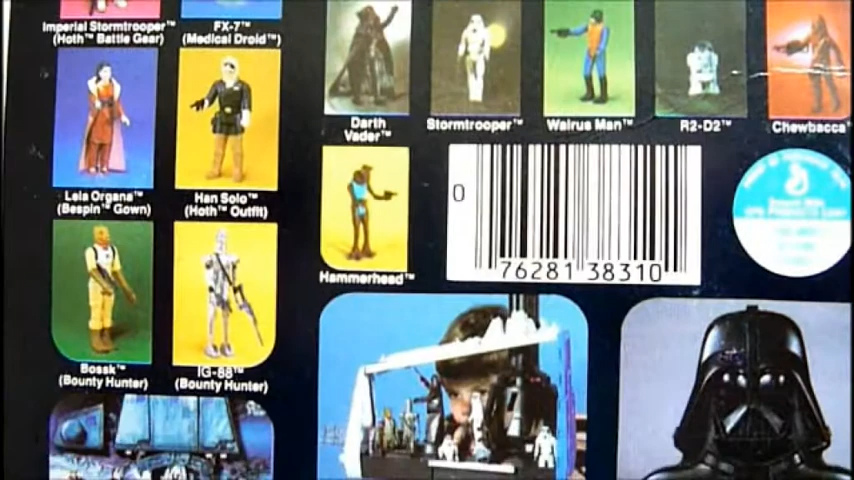 Imperial Stormtrooper™
(Hoth™ Battle Gear)
FX-7™
(Medical Droid™)
Darth
Vader™
Stormtrooper™
Walrus Man™
R2-D2™
Chewbacca™
Leia Organa™
(Bespin™ Gown)
Han Solo™
(Hoth™ Outfit)
Hammerhead™
0 76281 38310
Bossk™
(Bounty Hunter)
IG-88™
(Bounty Hunter)